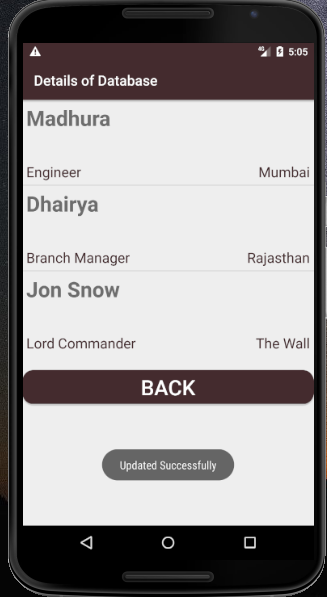 4G 5:05
Details of Database
Madhura
Engineer Mumbai
Dhairya
Branch Manager Rajasthan
Jon Snow
Lord Commander The Wall
BACK
Updated Successfully